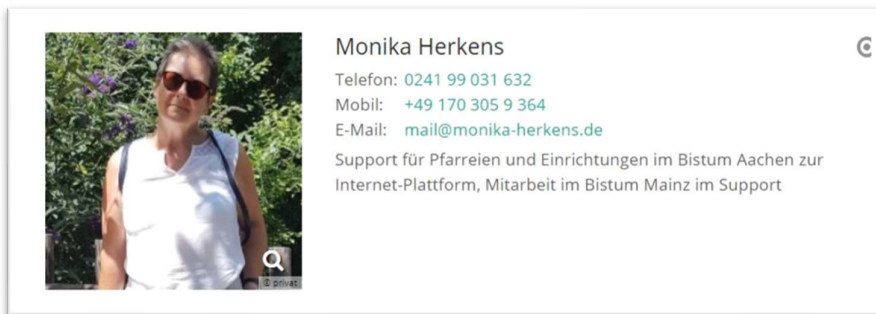 Monika Herkens
Telefon: 0241 99 031 632
Mobil: +49 170 305 9 364
E-Mail: mail@monika-herkens.de
Support für Pfarreien und Einrichtungen im Bistum Aachen zur
Internet-Plattform, Mitarbeit im Bistum Mainz im Support
© privat